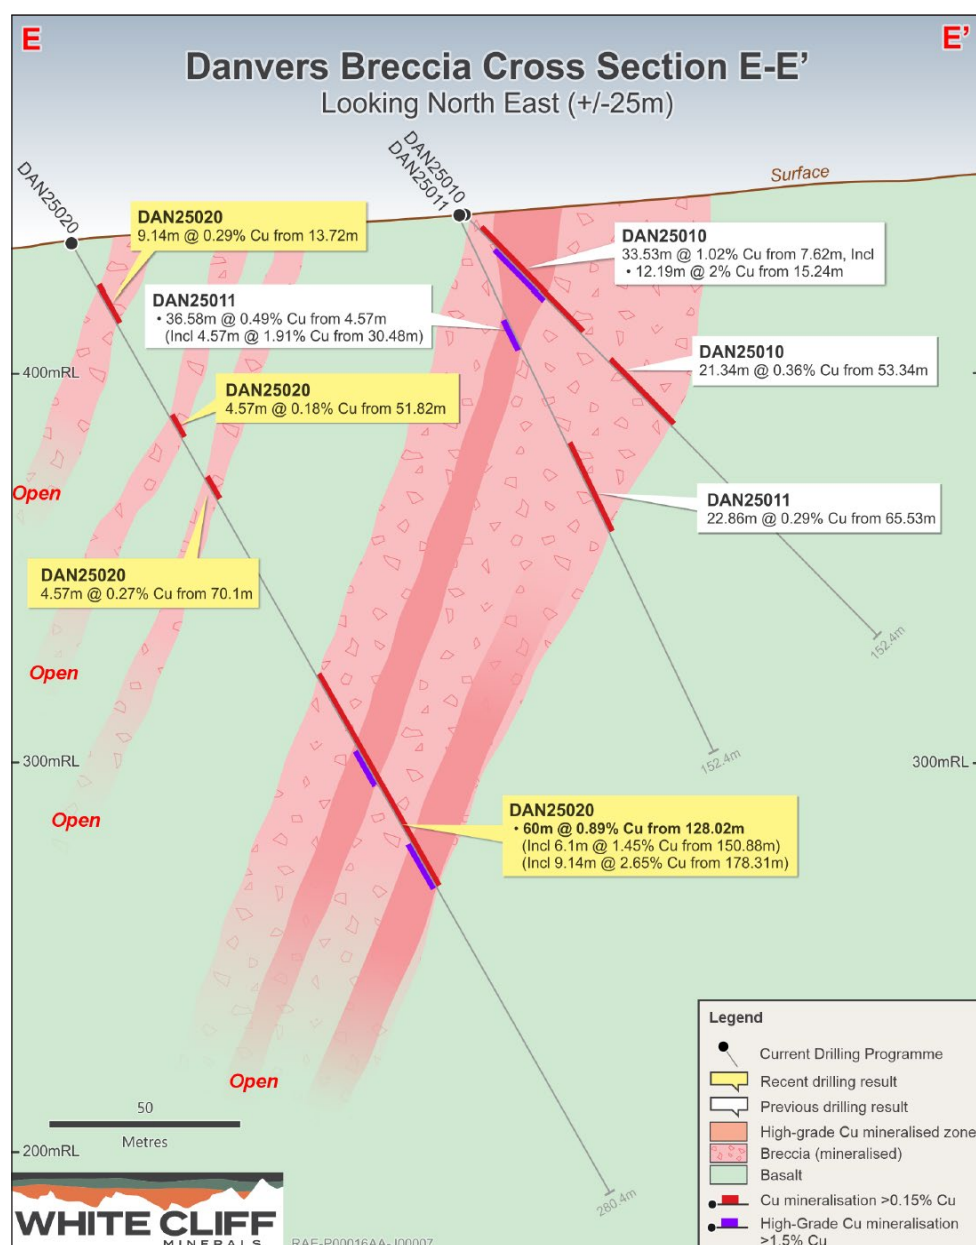 E
E'
Danvers Breccia Cross Section E-E'
Looking North East (+/-25m)
DAN25020
DAN25010
DAN25011
Surface
DAN25020
9.14m @ 0.29% Cu from 13.72m
DAN25010
33.53m @ 1.02% Cu from 7.62m, Incl
• 12.19m @ 2% Cu from 15.24m
DAN25011
• 36.58m @ 0.49% Cu from 4.57m
(Incl 4.57m @ 1.91% Cu from 30.48m)
DAN25010
21.34m @ 0.36% Cu from 53.34m
400mRL
DAN25020
4.57m @ 0.18% Cu from 51.82m
Open
DAN25011
22.86m @ 0.29% Cu from 65.53m
DAN25020
4.57m @ 0.27% Cu from 70.1m
152.4m
Open
152.4m
300mRL
300mRL
Open
DAN25020
• 60m @ 0.89% Cu from 128.02m
(Incl 6.1m @ 1.45% Cu from 150.88m)
(Incl 9.14m @ 2.65% Cu from 178.31m)
Open
50
Metres
200mRL
280.4m
WHITE CLIFF
MINERALS
RAE-P00016AA-J00007
Legend
Current Drilling Programme
Recent drilling result
Previous drilling result
High-grade Cu mineralised zone
Breccia (mineralised)
Basalt
Cu mineralisation >0.15% Cu
High-Grade Cu mineralisation
>1.5% Cu